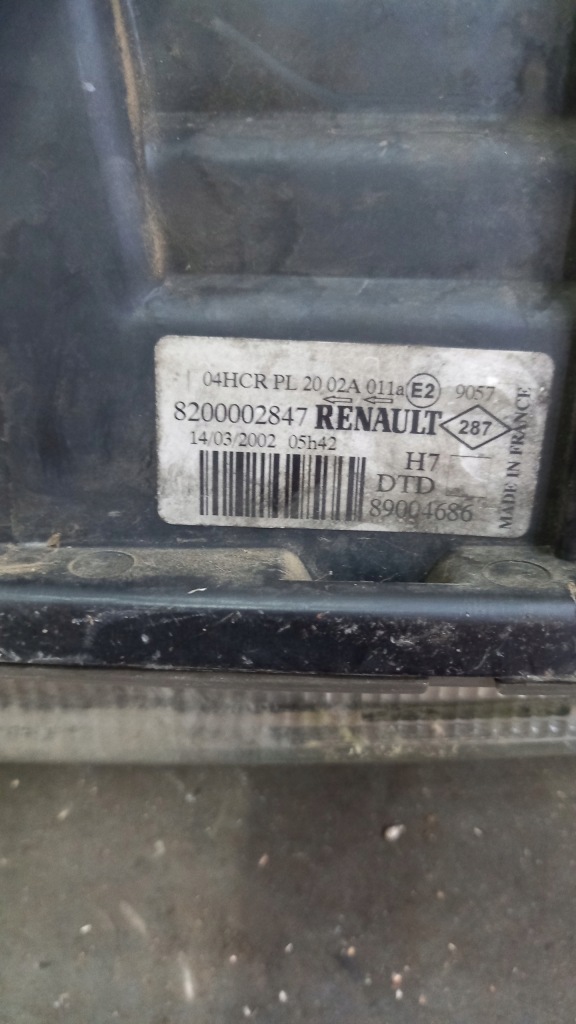 04HCR PL 20 02A 011a E2 9057
8200002847 RENAULT 287
14/03/2002 05h42
H7
DTD
89004686
MADE IN FRANCE